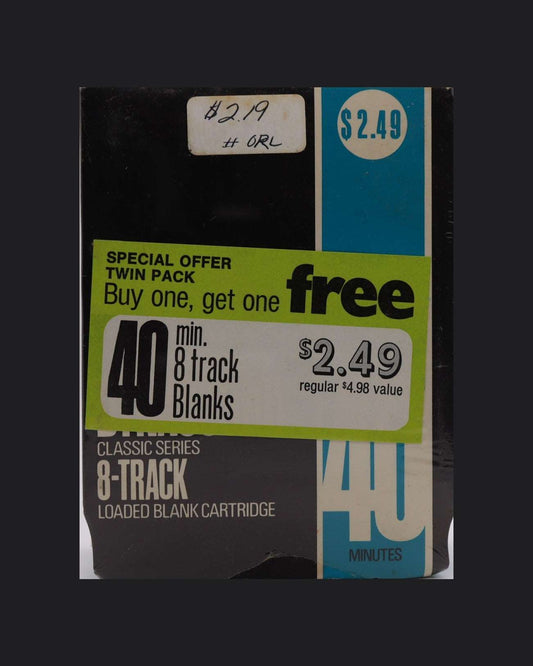 $2.19
# ORL
$2.49
SPECIAL OFFER
TWIN PACK
Buy one, get one free
40 min.
8 track
Blanks
$2.49
regular $4.98 value
CLASSIC SERIES
8-TRACK
LOADED BLANK CARTRIDGE
40
MINUTES